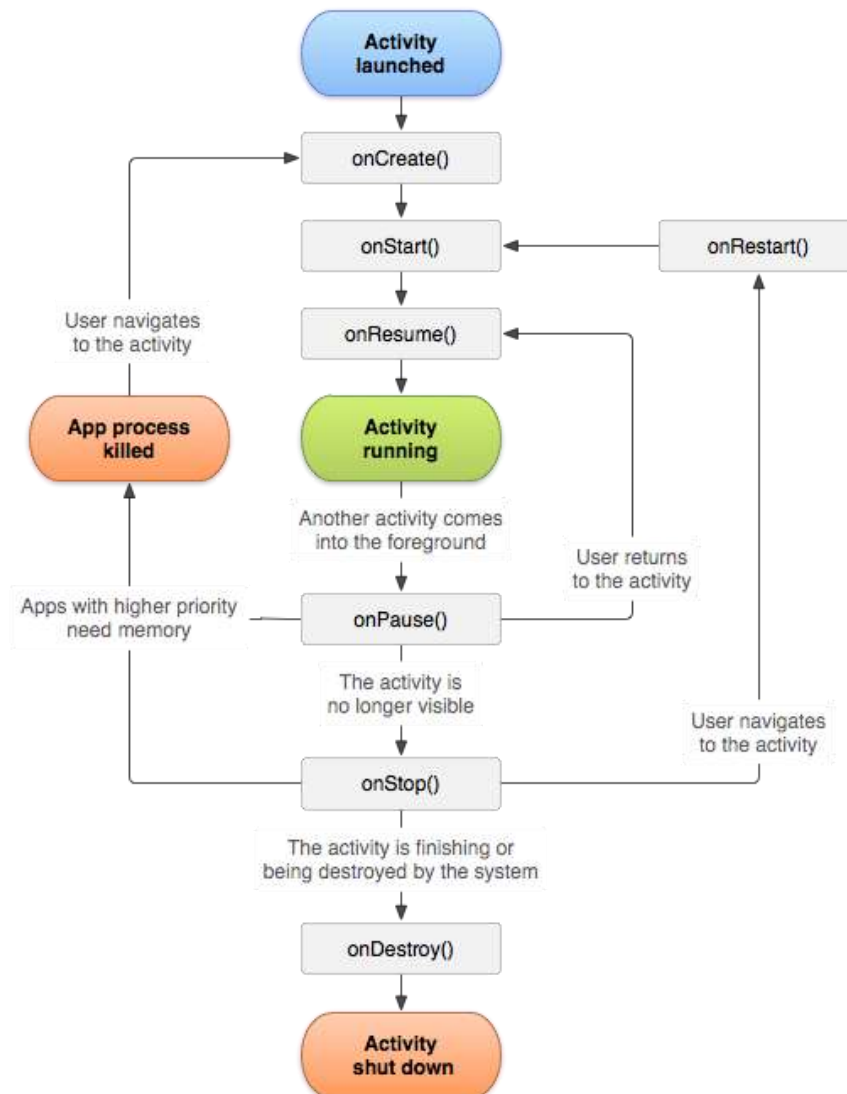 Activity
launched
onCreate()
onStart()
onRestart()
User navigates
to the activity
onResume()
App process
killed
Activity
running
Another activity comes
into the foreground
User returns
to the activity
Apps with higher priority
need memory
onPause()
The activity is
no longer visible
User navigates
to the activity
onStop()
The activity is finishing or
being destroyed by the system
onDestroy()
Activity
shut down